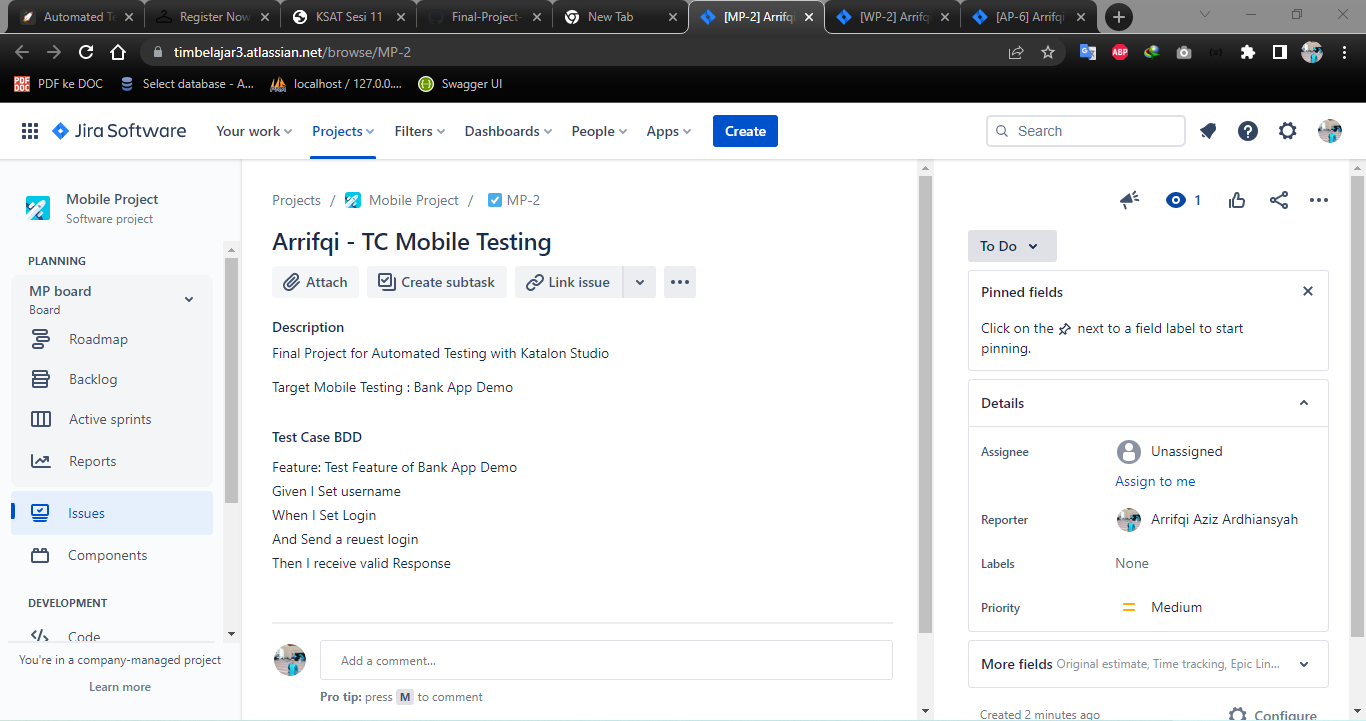 Automated Te
Register Now
KSAT Sesi 11
Final-Project-
New Tab
[MP-2] Arrifqi
[WP-2] Arrifqi
[AP-6] Arrifqi
timbelajar3.atlassian.net/browse/MP-2
PDF ke DOC
Select database - A...
localhost / 127.0.0....
Swagger UI
Jira Software
Your work
Projects
Filters
Dashboards
People
Apps
Create
Search
Mobile Project
Software project
PLANNING
MP board
Board
Roadmap
Backlog
Active sprints
Reports
Issues
Components
DEVELOPMENT
Code
You're in a company-managed project
Learn more
Projects / Mobile Project / MP-2
Arrifqi - TC Mobile Testing
Attach
Create subtask
Link issue
Description
Final Project for Automated Testing with Katalon Studio
Target Mobile Testing : Bank App Demo
Test Case BDD
Feature: Test Feature of Bank App Demo
Given I Set username
When I Set Login
And Send a reuest login
Then I receive valid Response
Add a comment...
Pro tip: press M to comment
1
To Do
Pinned fields
Click on the next to a field label to start
pinning.
Details
Assignee
Unassigned
Assign to me
Reporter
Arrifqi Aziz Ardhiansyah
Labels
None
Priority
Medium
More fields Original estimate, Time tracking, Epic Lin...
Created 2 minutes ago
Configure